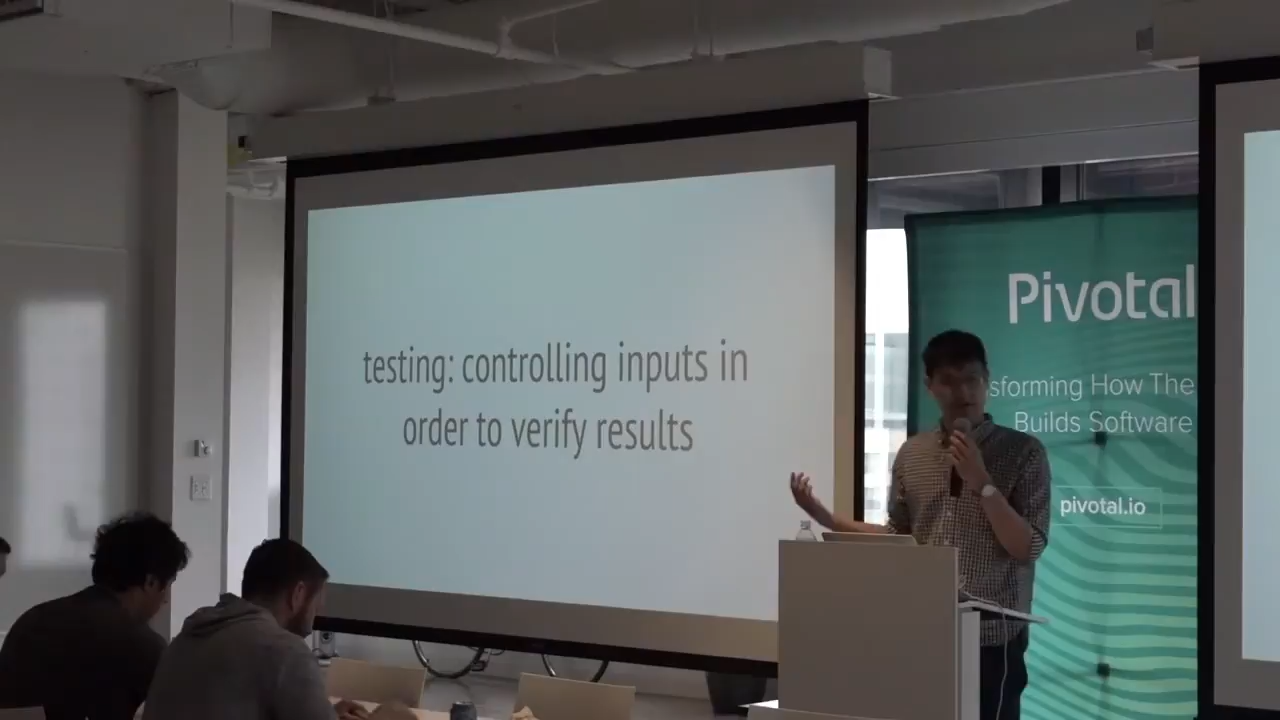 testing: controlling inputs in
order to verify results
Pivotal
sforming How The
Builds Software
pivotal.io